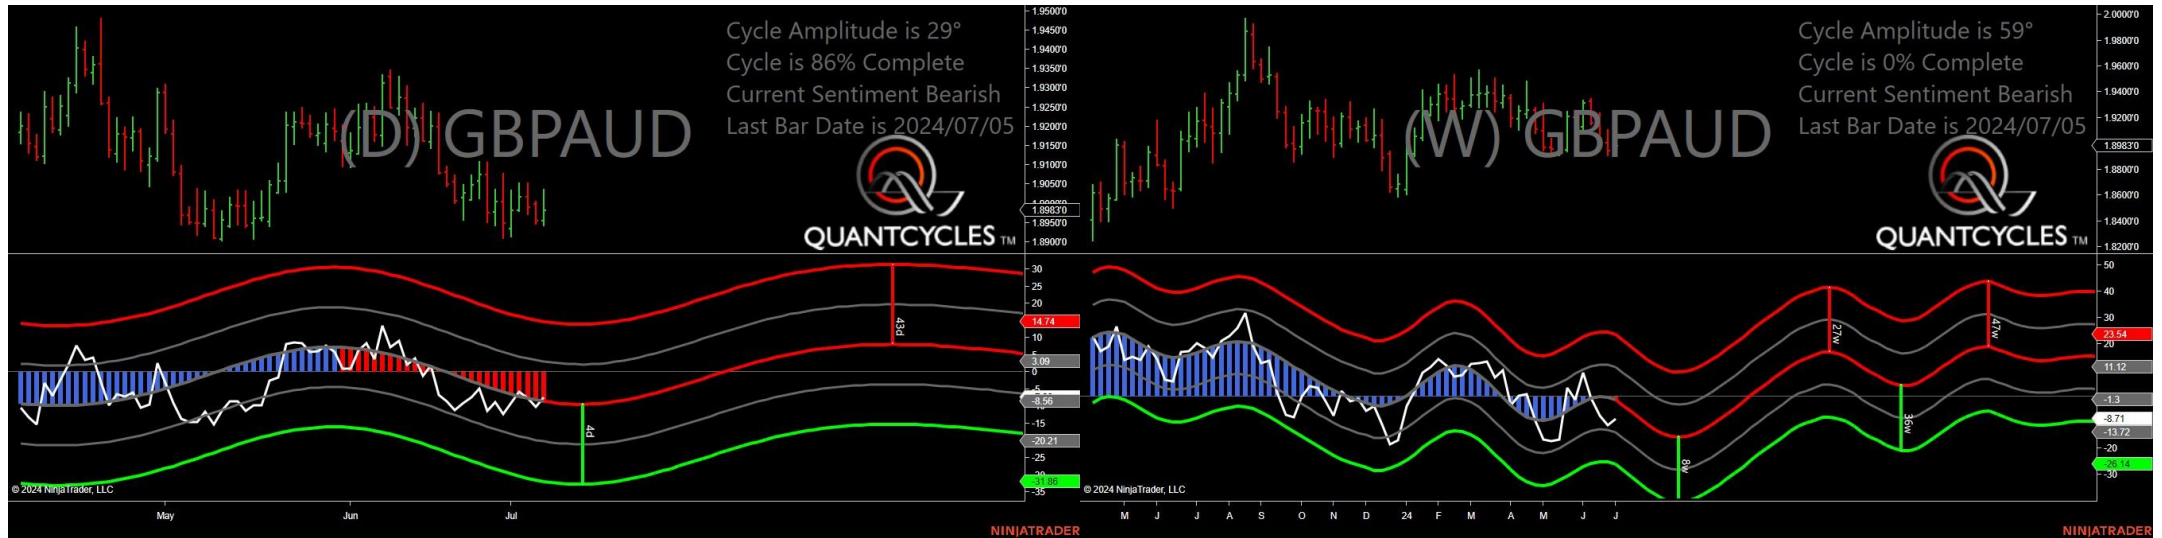 Cycle Amplitude is 29°
Cycle is 86% Complete
Current Sentiment Bearish
Last Bar Date is 2024/07/05
(D) GBPAUD
QUANTCYCLES TM
1.9500'0
1.9450'0
1.9400'0
1.9350'0
1.9300'0
1.9250'0
1.9200'0
1.9150'0
1.9100'0
1.9050'0
1.8983'0
1.8950'0
1.8900'0
30
25
20
14.74
10
3.09
0
-8.56
-15
-20.21
-25
-31.86
-35
43d
4d
© 2024 NinjaTrader, LLC
May Jun Jul
NINJATRADER
Cycle Amplitude is 59°
Cycle is 0% Complete
Current Sentiment Bearish
Last Bar Date is 2024/07/05
(W) GBPAUD
QUANTCYCLES TM
2.0000'0
1.9800'0
1.9600'0
1.9400'0
1.9200'0
1.8983'0
1.8800'0
1.8600'0
1.8400'0
1.8200'0
50
40
30
23.54
20
11.12
-1.3
-8.71
-13.72
-20
-26.14
-30
27w
47w
36w
8w
© 2024 NinjaTrader, LLC
M J J A S O N D 24 F M A M J J
NINJATRADER